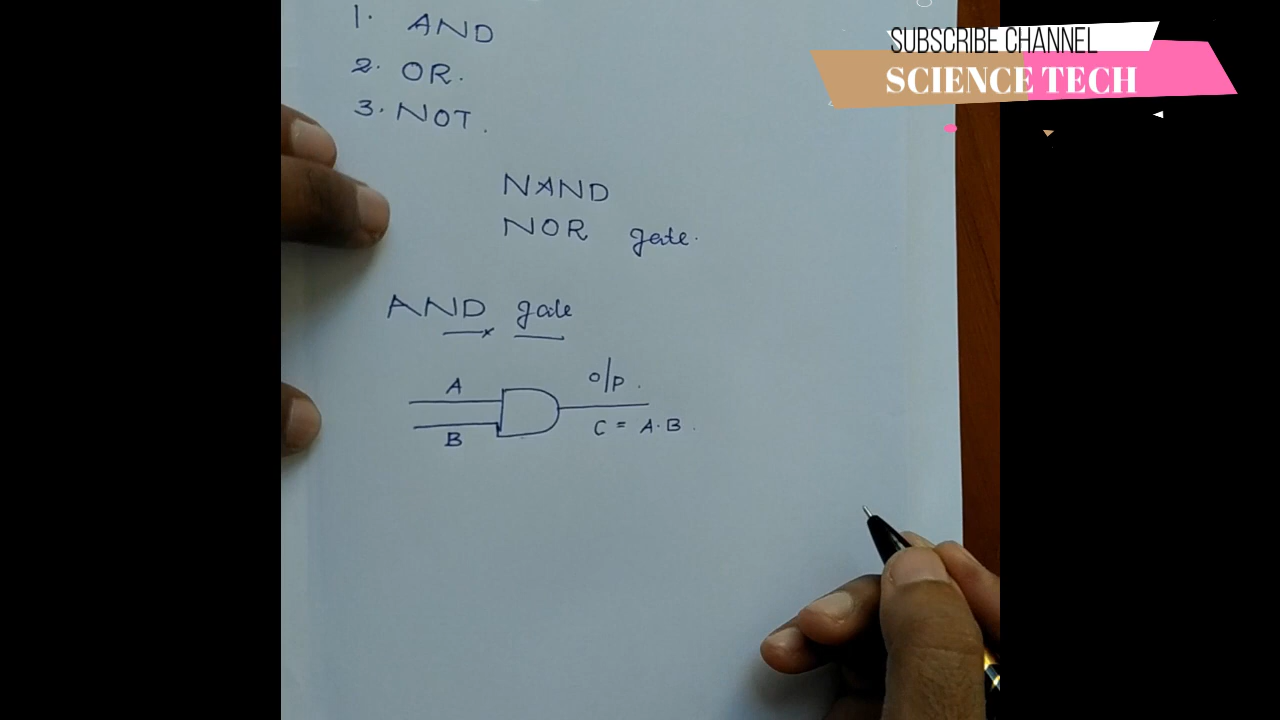 1. AND
2. OR.
3. NOT.
NAND
NOR gate.
AND gate
A
B
O/P.
C = A.B.
SUBSCRIBE CHANNEL
SCIENCE TECH